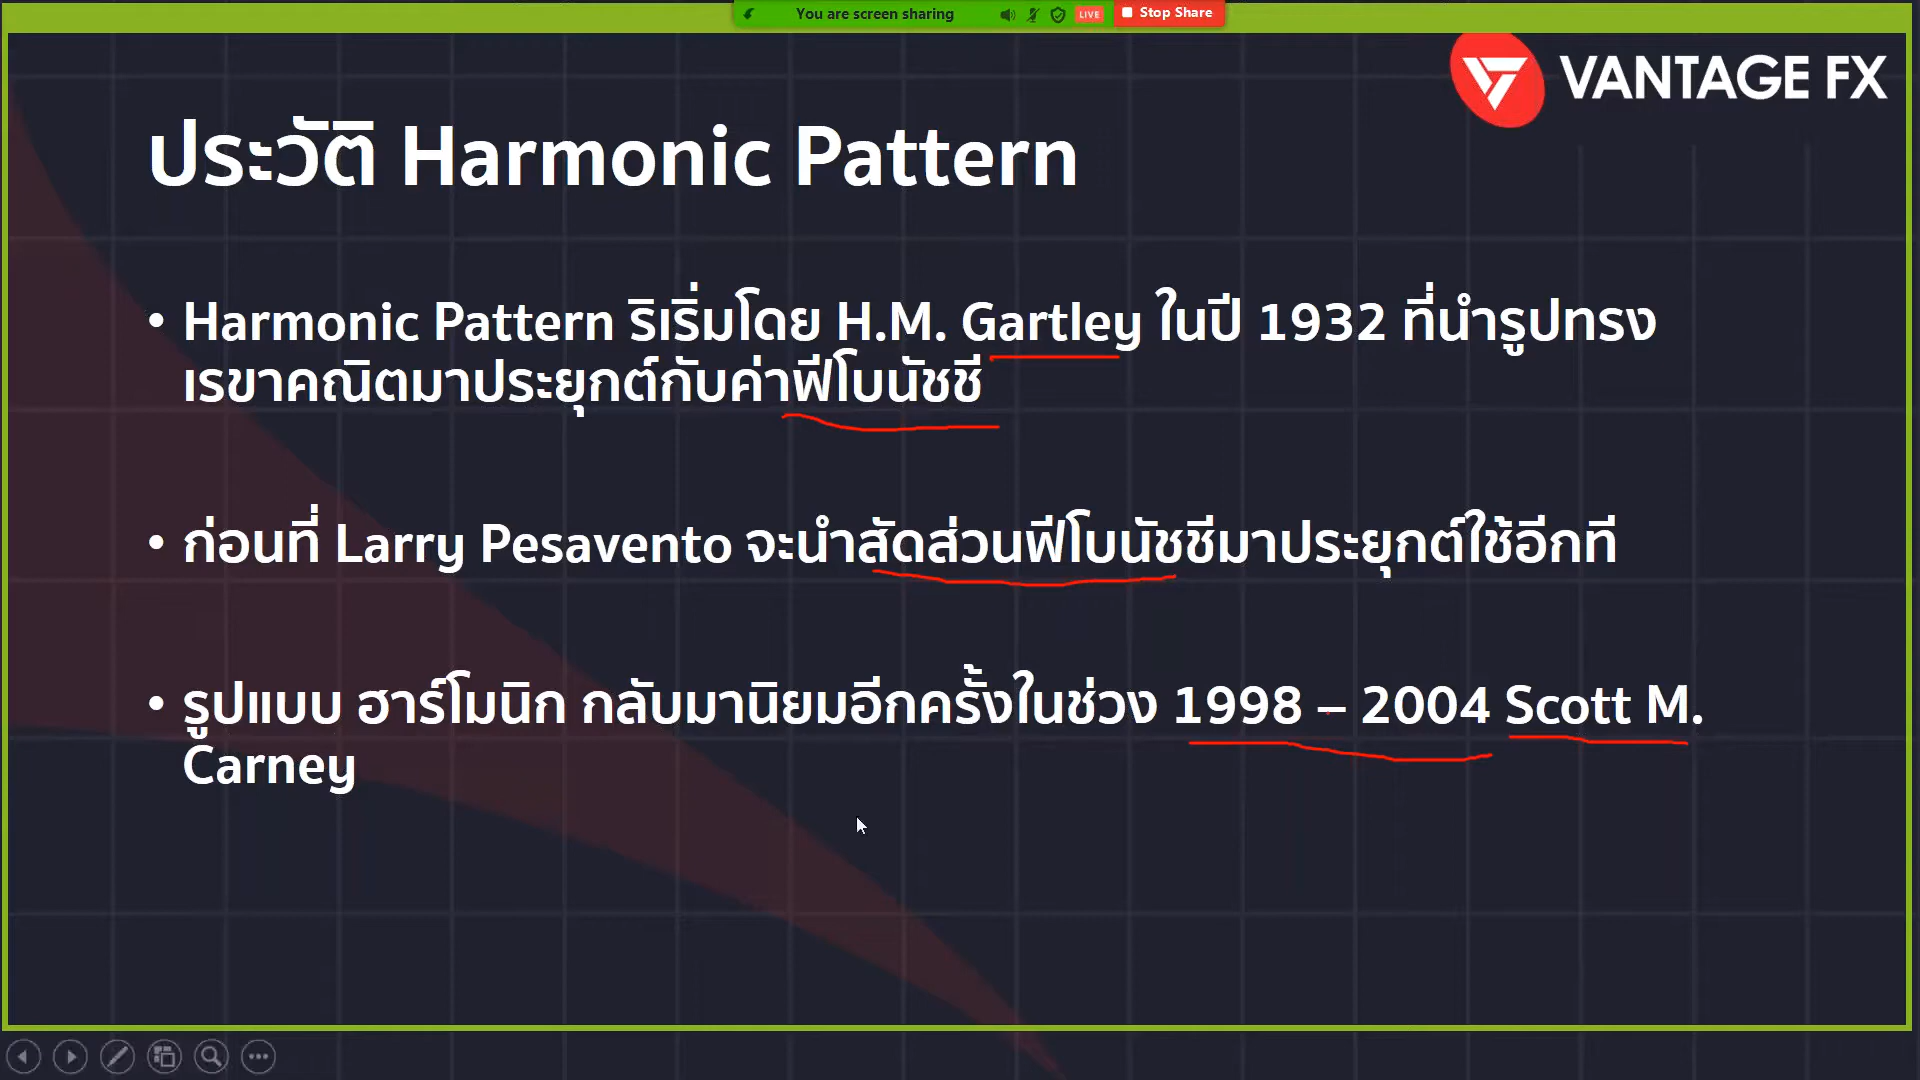 You are screen sharing
LIVE
Stop Share
VANTAGE FX
ประวัติ Harmonic Pattern
• Harmonic Pattern ริเริ่มโดย H.M. Gartley ในปี 1932 ที่นำรูปทรง
เรขาคณิตมาประยุกต์กับค่าฟีโบนัชชี
• ก่อนที่ Larry Pesavento จะนำสัดส่วนฟีโบนัชชีมาประยุกต์ใช้อีกที
• รูปแบบ ฮาร์โมนิก กลับมานิยมอีกครั้งในช่วง 1998 – 2004 Scott M.
Carney